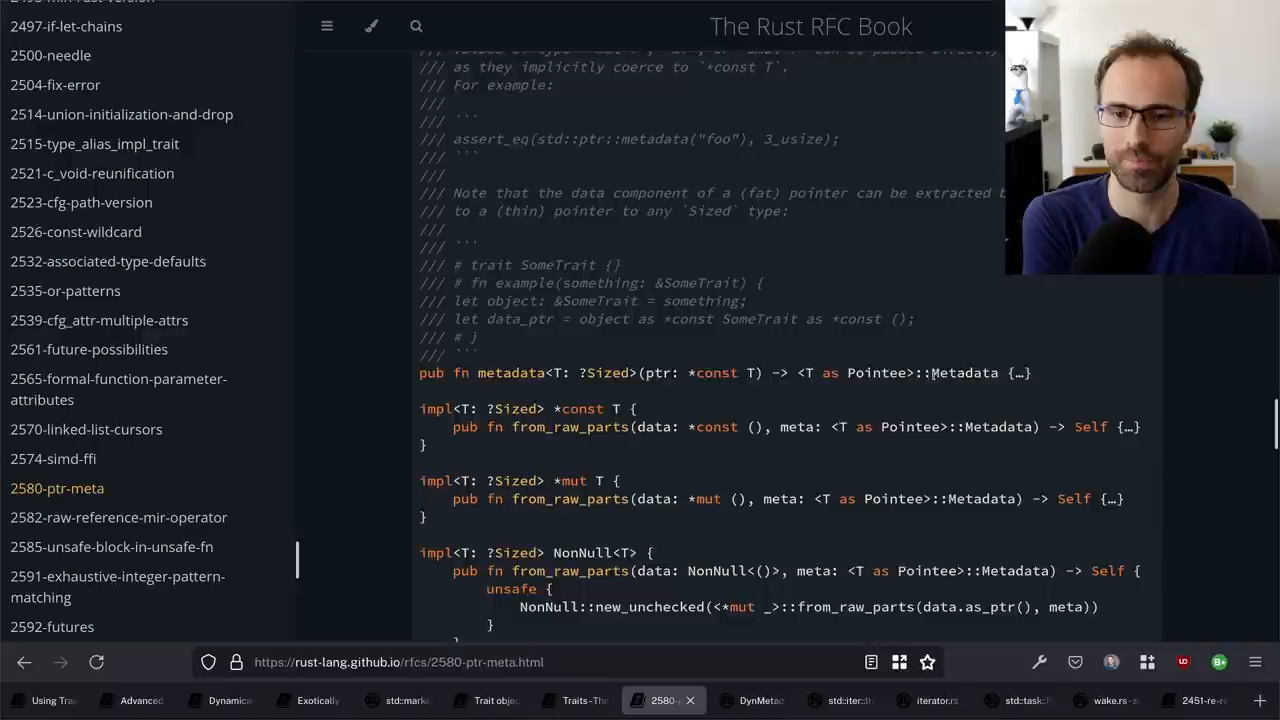 2497-if-let-chains
2500-needle
2504-fix-error
2514-union-initialization-and-drop
2515-type_alias_impl_trait
2521-c_void-reunification
2523-cfg-path-version
2526-const-wildcard
2532-associated-type-defaults
2535-or-patterns
2539-cfg_attr-multiple-attrs
2561-future-possibilities
2565-formal-function-parameter-
attributes
2570-linked-list-cursors
2574-simd-ffi
2580-ptr-meta
2582-raw-reference-mir-operator
2585-unsafe-block-in-unsafe-fn
2591-exhaustive-integer-pattern-
matching
2592-futures
The Rust RFC Book
/// as they implicitly coerce to `*const T`.
/// For example:
///
/// ```
/// assert_eq(std::ptr::metadata("foo"), 3_usize);
/// ```
///
/// Note that the data component of a (fat) pointer can be extracted
/// to a (thin) pointer to any `Sized` type:
///
/// ```
/// # trait SomeTrait {}
/// # fn example(something: &SomeTrait) {
/// let object: &SomeTrait = something;
/// let data_ptr = object as *const SomeTrait as *const ();
/// # }
/// ```
pub fn metadata<T: ?Sized>(ptr: *const T) -> <T as Pointee>::Metadata {…}
impl<T: ?Sized> *const T {
pub fn from_raw_parts(data: *const (), meta: <T as Pointee>::Metadata) -> Self {…}
}
impl<T: ?Sized> *mut T {
pub fn from_raw_parts(data: *mut (), meta: <T as Pointee>::Metadata) -> Self {…}
}
impl<T: ?Sized> NonNull<T> {
pub fn from_raw_parts(data: NonNull<()>, meta: <T as Pointee>::Metadata) -> Self {
unsafe {
NonNull::new_unchecked(<*mut _>::from_raw_parts(data.as_ptr(), meta))
}
https://rust-lang.github.io/rfcs/2580-ptr-meta.html
Using Tra
Advanced
Dynamic
Exotically
std::marke
Trait objec
Traits - The
2580-
DynMetad
std::iter::It
iterator.rs
std::task::
wake.rs - s
2451-re-re